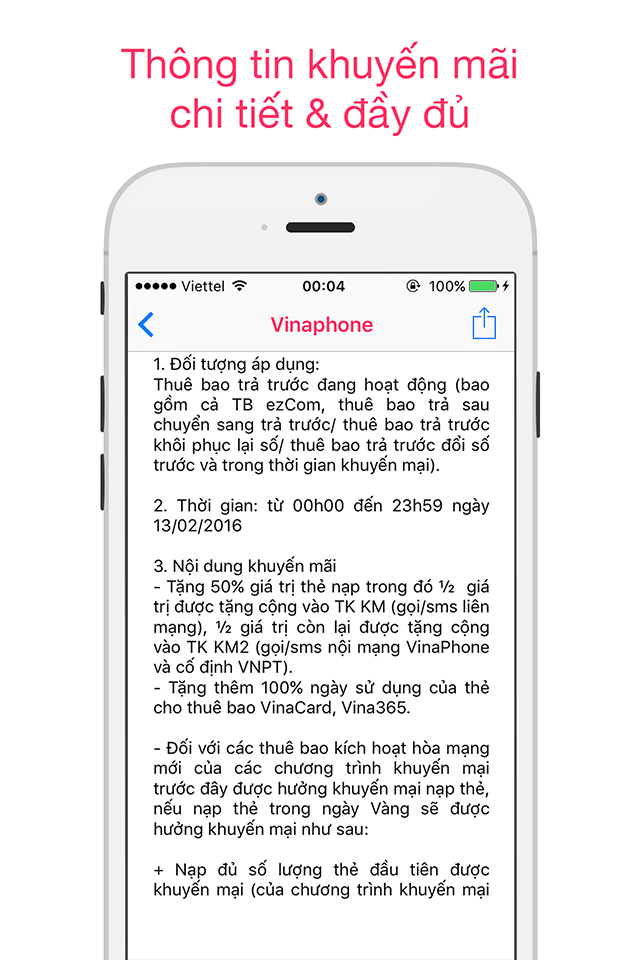 Thông tin khuyến mãi
chi tiết & đầy đủ
Viettel 00:04 100%
Vinaphone
1. Đối tượng áp dụng:
Thuê bao trả trước đang hoạt động (bao
gồm cả TB ezCom, thuê bao trả sau
chuyển sang trả trước/ thuê bao trả trước
khôi phục lại số/ thuê bao trả trước đổi số
trước và trong thời gian khuyến mại).
2. Thời gian: từ 00h00 đến 23h59 ngày
13/02/2016
3. Nội dung khuyến mãi
- Tặng 50% giá trị thẻ nạp trong đó ½ giá
trị được tặng cộng vào TK KM (gọi/sms liên
mạng), ½ giá trị còn lại được tặng cộng
vào TK KM2 (gọi/sms nội mạng VinaPhone
và cố định VNPT).
- Tặng thêm 100% ngày sử dụng của thẻ
cho thuê bao VinaCard, Vina365.
- Đối với các thuê bao kích hoạt hòa mạng
mới của các chương trình khuyến mại
trước đây được hưởng khuyến mại nạp thẻ,
nếu nạp thẻ trong ngày Vàng sẽ được
hưởng khuyến mại như sau:
+ Nạp đủ số lượng thẻ đầu tiên được
khuyến mại (của chương trình khuyến mại